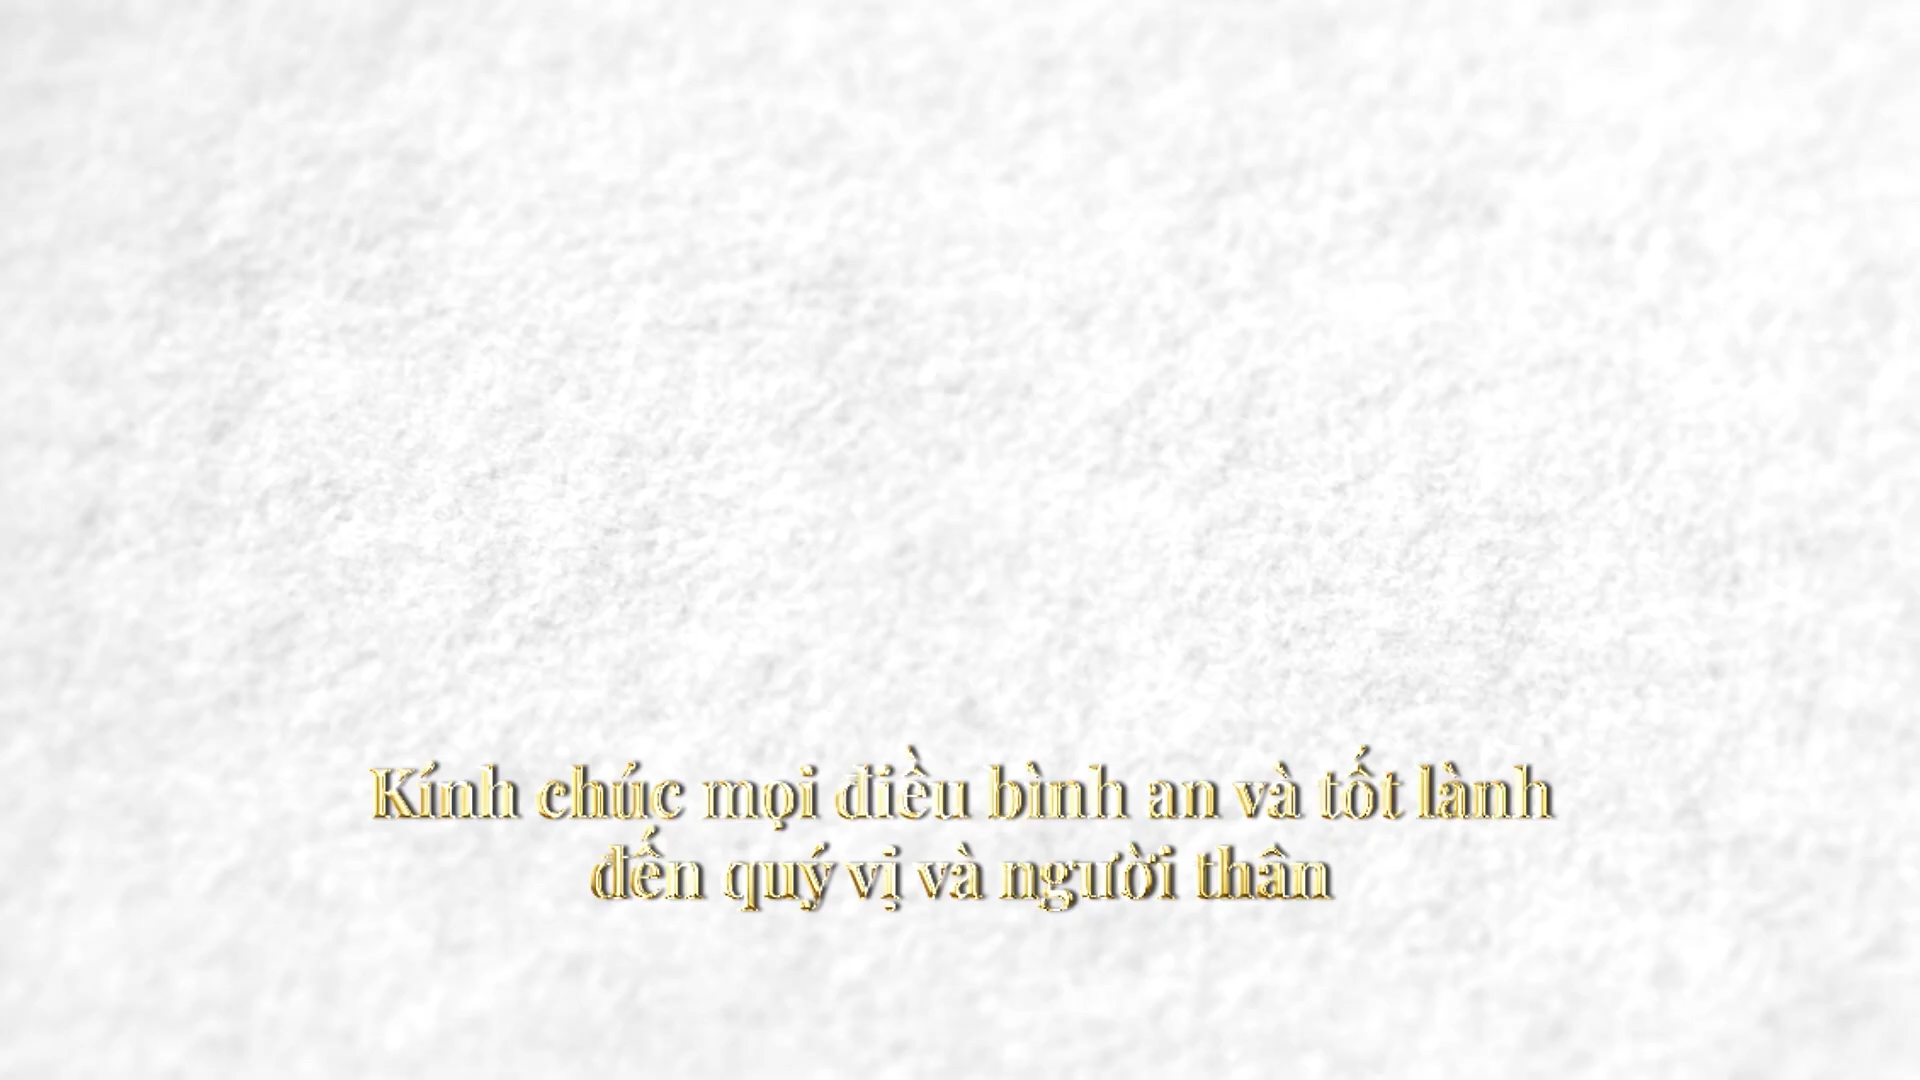 Kính chúc mọi điều bình an và tốt lành
đến quý vị và người thân